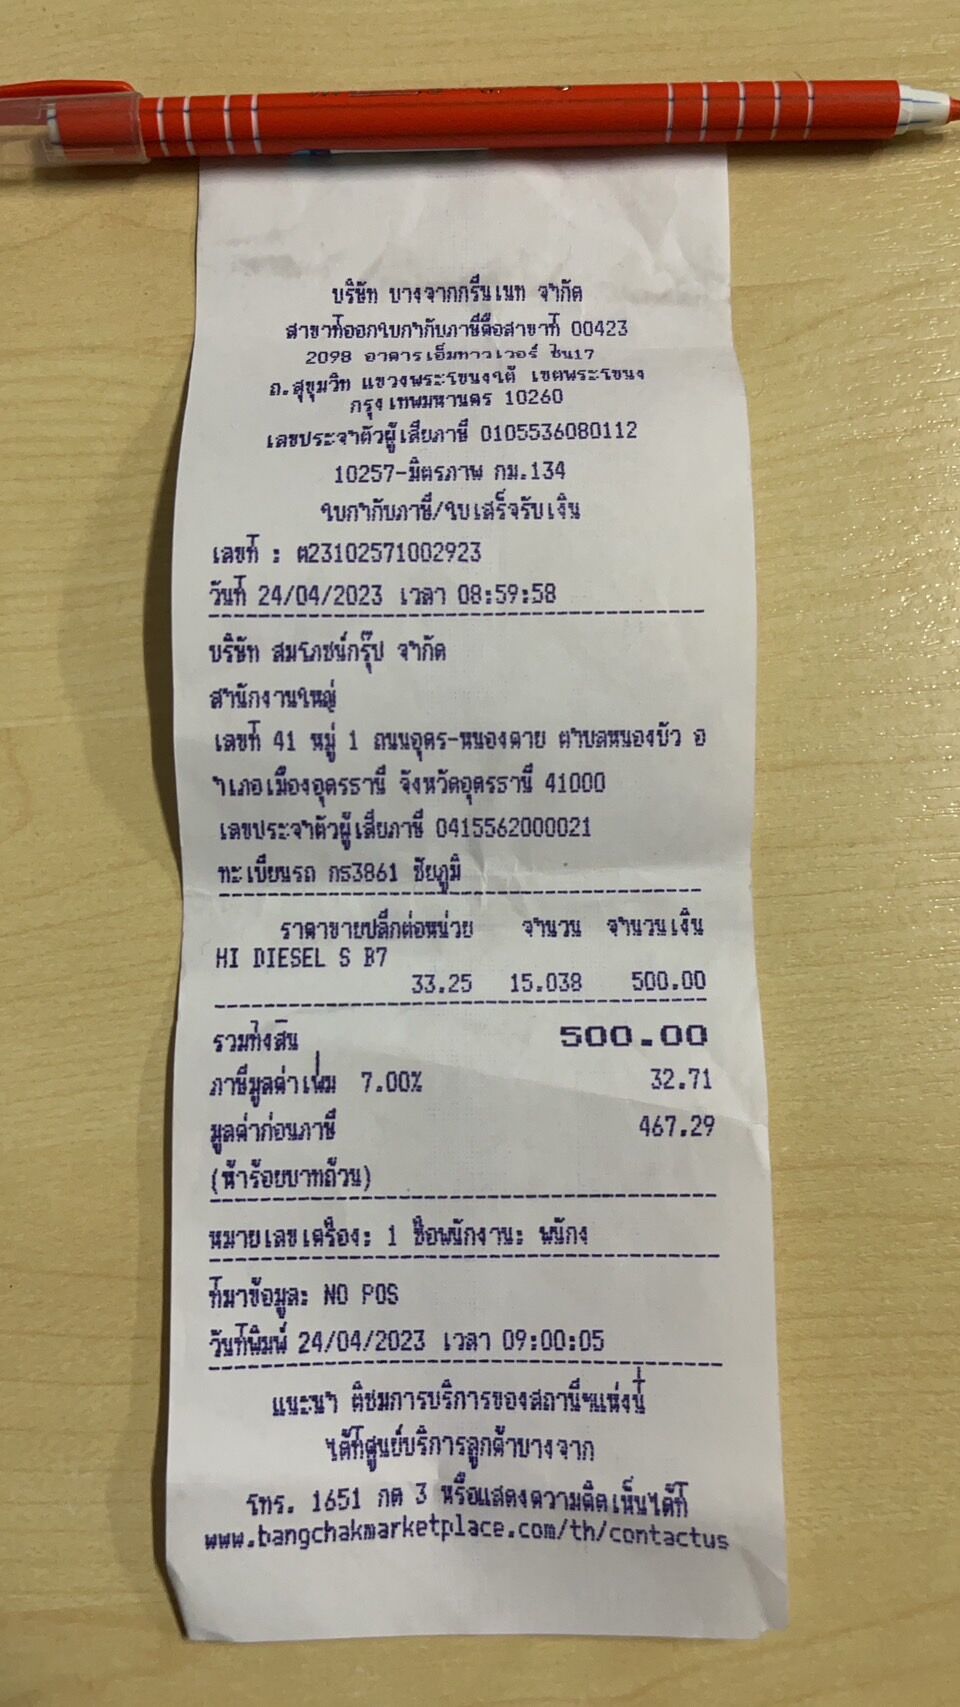 บริษัท บางจากกรีนเนท จำกัด
สาขาที่ออกใบกำกับภาษีคือสาขาที่ 00423
2098 อาคารเอ็มทาวเวอร์ ชั้น17
ถ.สุขุมวิท แขวงพระโขนงใต้ เขตพระโขนง
กรุงเทพมหานคร 10260
เลขประจำตัวผู้เสียภาษี 0105536080112
10257-มิตรภาพ กม.134
ใบกำกับภาษี/ใบเสร็จรับเงิน
เลขที่ : ต23102571002923
วันที่ 24/04/2023 เวลา 08:59:58
บริษัท สมโภชน์กรุ๊ป จำกัด
สำนักงานใหญ่
เลขที่ 41 หมู่ 1 ถนนอุดร-หนองคาย ตำบลหนองบัว อ
ำเภอเมืองอุดรธานี จังหวัดอุดรธานี 41000
เลขประจำตัวผู้เสียภาษี 0415562000021
ทะเบียนรถ กธ3861 ชัยภูมิ
ราคาขายปลีกต่อหน่วย จำนวน จำนวนเงิน
HI DIESEL S B7
33.25 15.038 500.00
รวมทั้งสิ้น 500.00
ภาษีมูลค่าเพิ่ม 7.00% 32.71
มูลค่าก่อนภาษี 467.29
(ห้าร้อยบาทถ้วน)
หมายเลขเครื่อง: 1 ชื่อพนักงาน: พนักง
ที่มาข้อมูล: NO POS
วันที่พิมพ์ 24/04/2023 เวลา 09:00:05
แนะนำ ติชมการบริการของสถานีฯแห่งนี้
ได้ที่ศูนย์บริการลูกค้าบางจาก
โทร. 1651 กด 3 หรือแสดงความคิดเห็นได้ที่
www.bangchakmarketplace.com/th/contactus